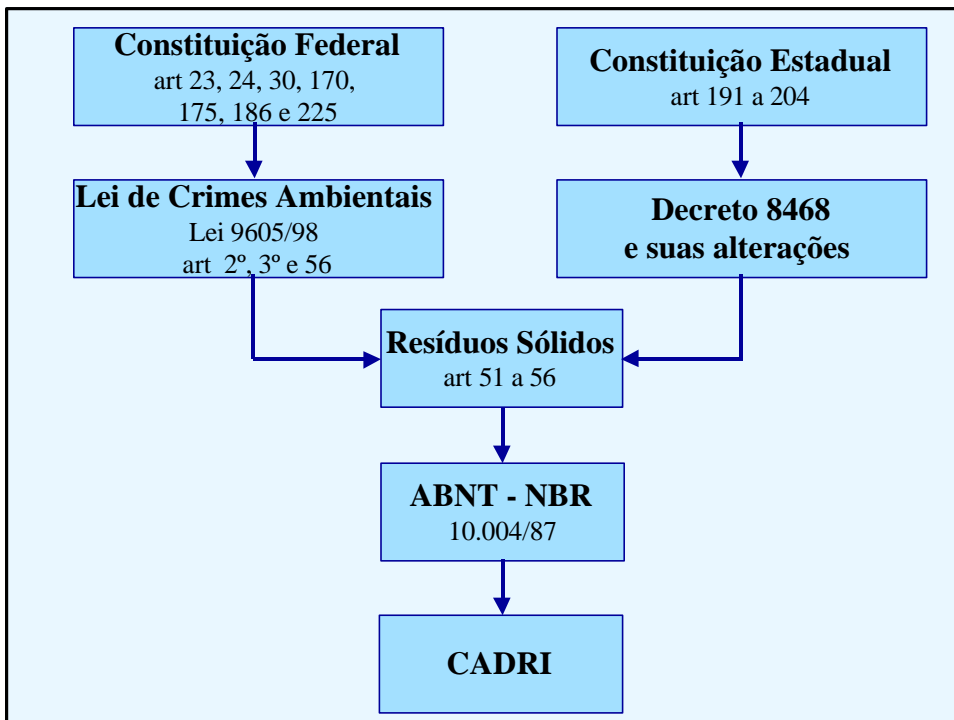 Constituição Federal
art 23, 24, 30, 170,
175, 186 e 225
Constituição Estadual
art 191 a 204
Lei de Crimes Ambientais
Lei 9605/98
art 2º, 3º e 56
Decreto 8468
e suas alterações
Resíduos Sólidos
art 51 a 56
ABNT - NBR
10.004/87
CADRI